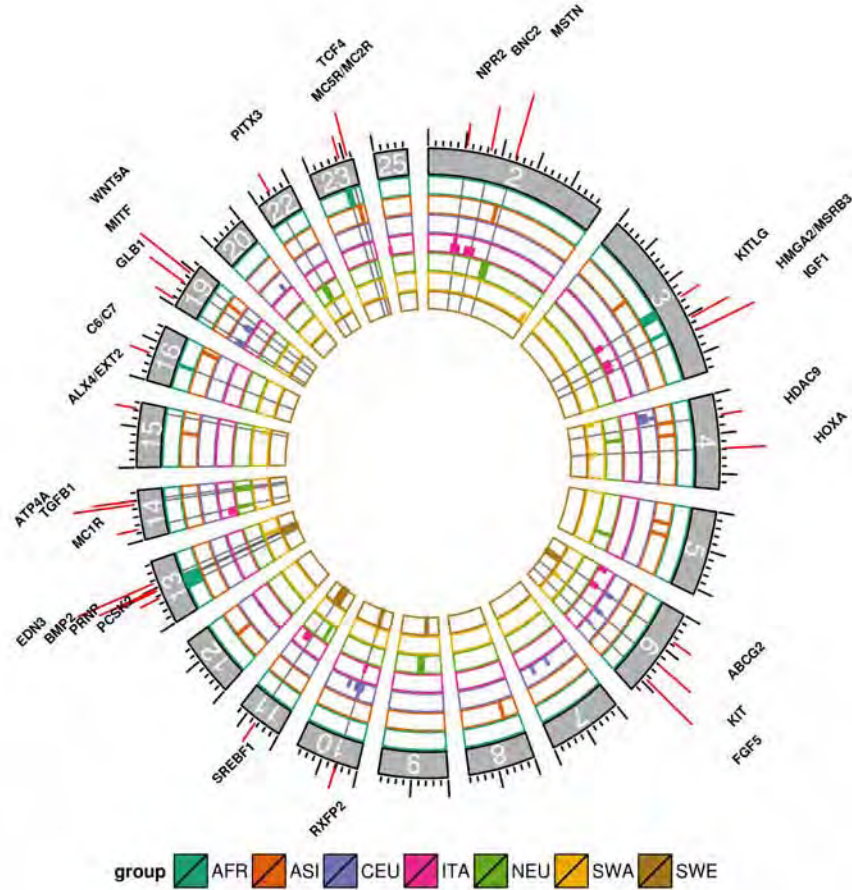 TCF4
MC5R/MC2R
NPR2
BNC2
MSTN
PITX3
WNT5A
MITF
GLB1
C6/C7
ALX4/EXT2
ATP4A
TGFB1
MC1R
EDN3
BMP2
PRNP
PCSK2
SREBF1
RXFP2
FGF5
KIT
ABCG2
HOXA
HDAC9
IGF1
HMGA2/MSRB3
KITLG
2
3
4
5
6
7
8
9
10
11
12
13
14
15
16
19
20
22
23
25
group AFR ASI CEU ITA NEU SWA SWE